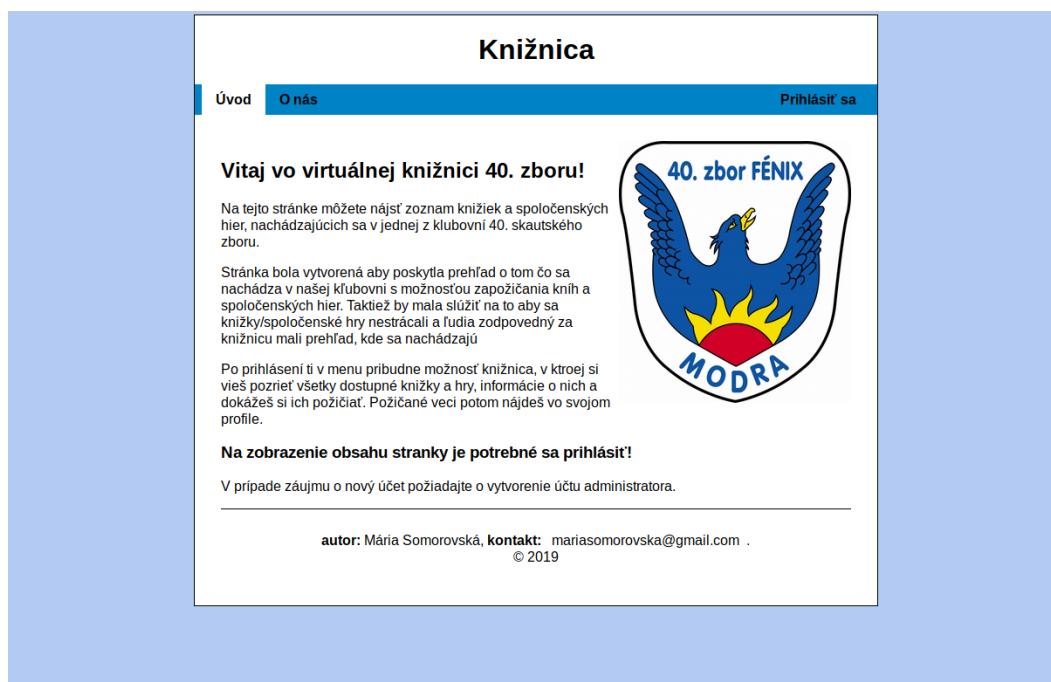 Knižnica
Úvod O nás Prihlásiť sa
40. zbor FÉNIX
MODRA
Vitaj vo virtuálnej knižnici 40. zboru!
Na tejto stránke môžete nájsť zoznam knižiek a spoločenských
hier, nachádzajúcich sa v jednej z klubovní 40. skautského
zboru.
Stránka bola vytvorená aby poskytla prehľad o tom čo sa
nachádza v našej kľubovni s možnosťou zapožičania kníh a
spoločenských hier. Taktiež by mala slúžiť na to aby sa
knižky/spoločenské hry nestrácali a ľudia zodpovedný za
knižnicu mali prehľad, kde sa nachádzajú
Po prihlásení ti v menu pribudne možnosť knižnica, v ktroej si
vieš pozrieť všetky dostupné knižky a hry, informácie o nich a
dokážeš si ich požičiať. Požičané veci potom nájdeš vo svojom
profile.
Na zobrazenie obsahu stranky je potrebné sa prihlásiť!
V prípade záujmu o nový účet požiadajte o vytvorenie účtu administratora.
autor: Mária Somorovská, kontakt: mariasomorovska@gmail.com .
© 2019